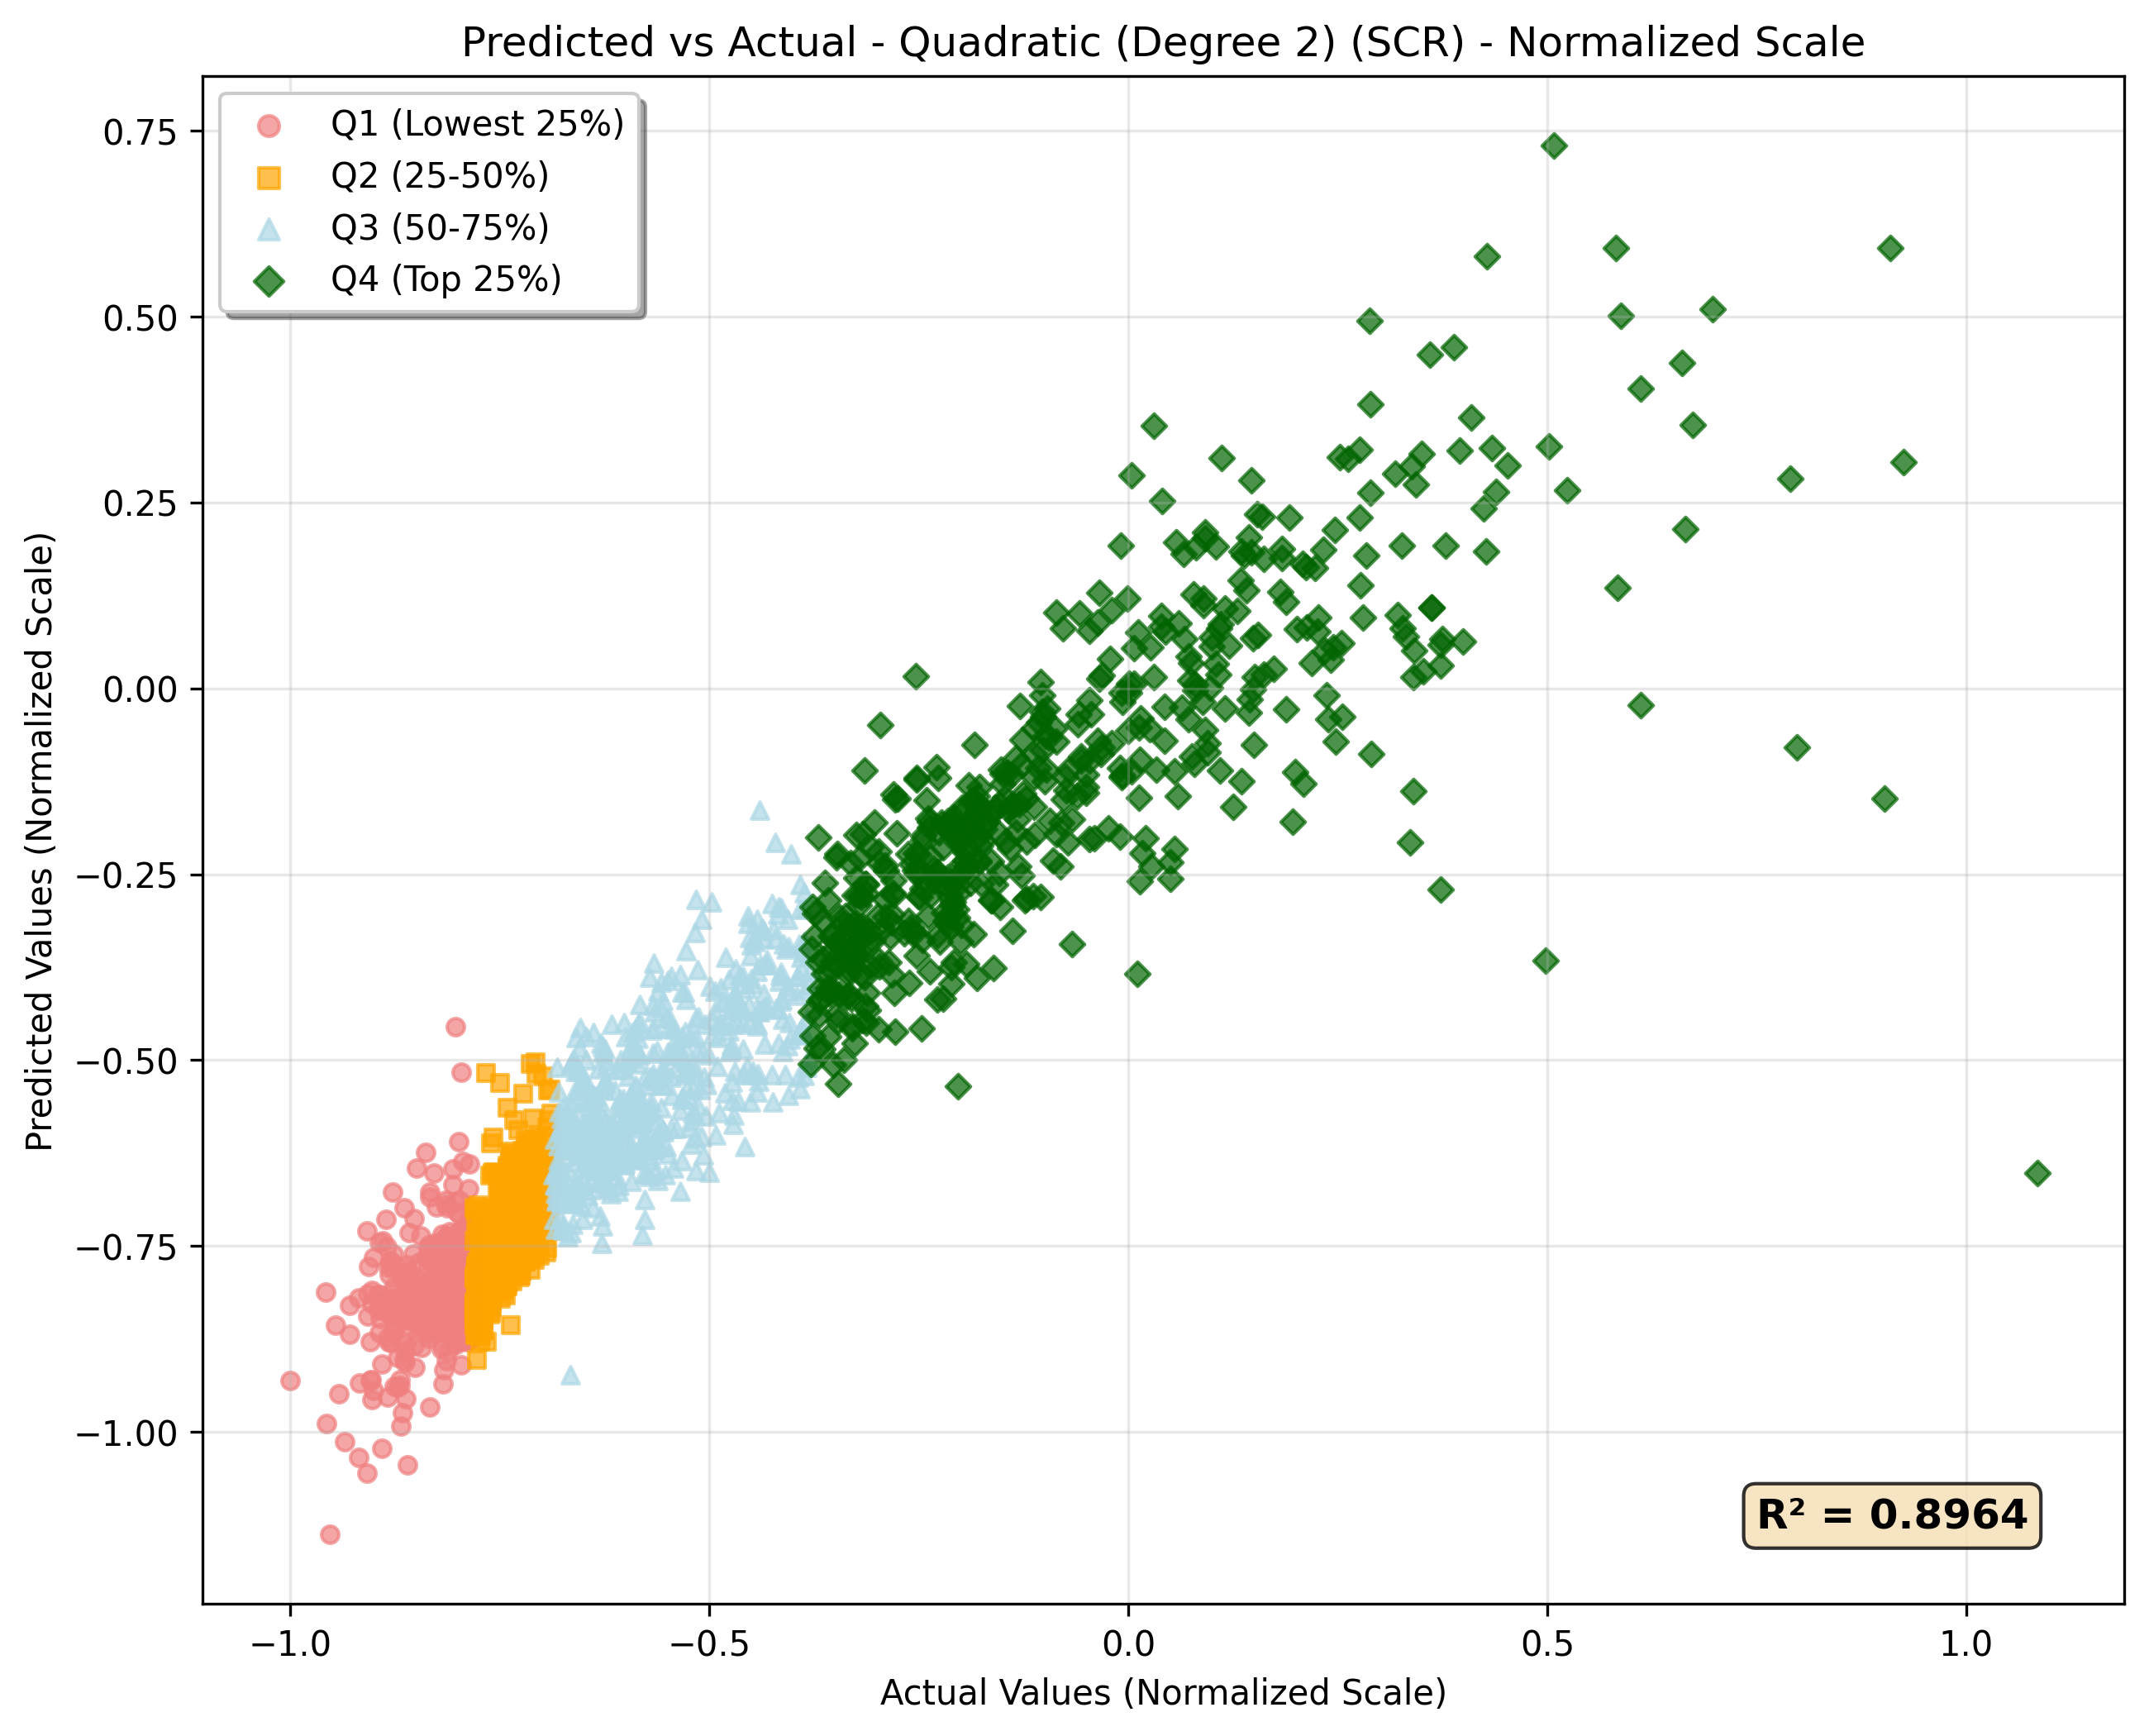 Predicted vs Actual - Quadratic (Degree 2) (SCR) - Normalized Scale
Q1 (Lowest 25%)
Q2 (25-50%)
Q3 (50-75%)
Q4 (Top 25%)
0.75
0.50
0.25
0.00
−0.25
−0.50
−0.75
−1.00
Predicted Values (Normalized Scale)
R² = 0.8964
−1.0
−0.5
0.0
0.5
1.0
Actual Values (Normalized Scale)